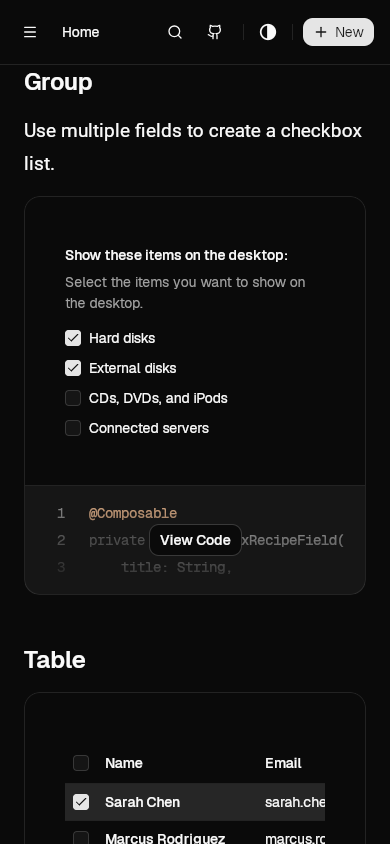 Home
New
Group
Use multiple fields to create a checkbox
list.
Show these items on the desktop:
Select the items you want to show on
the desktop.
Hard disks
External disks
CDs, DVDs, and iPods
Connected servers
1 @Composable
2 private View Code xRecipeField(
3 title: String,
Table
Name Email
Sarah Chen sarah.che
Marcus Rodriguez marcus.ro